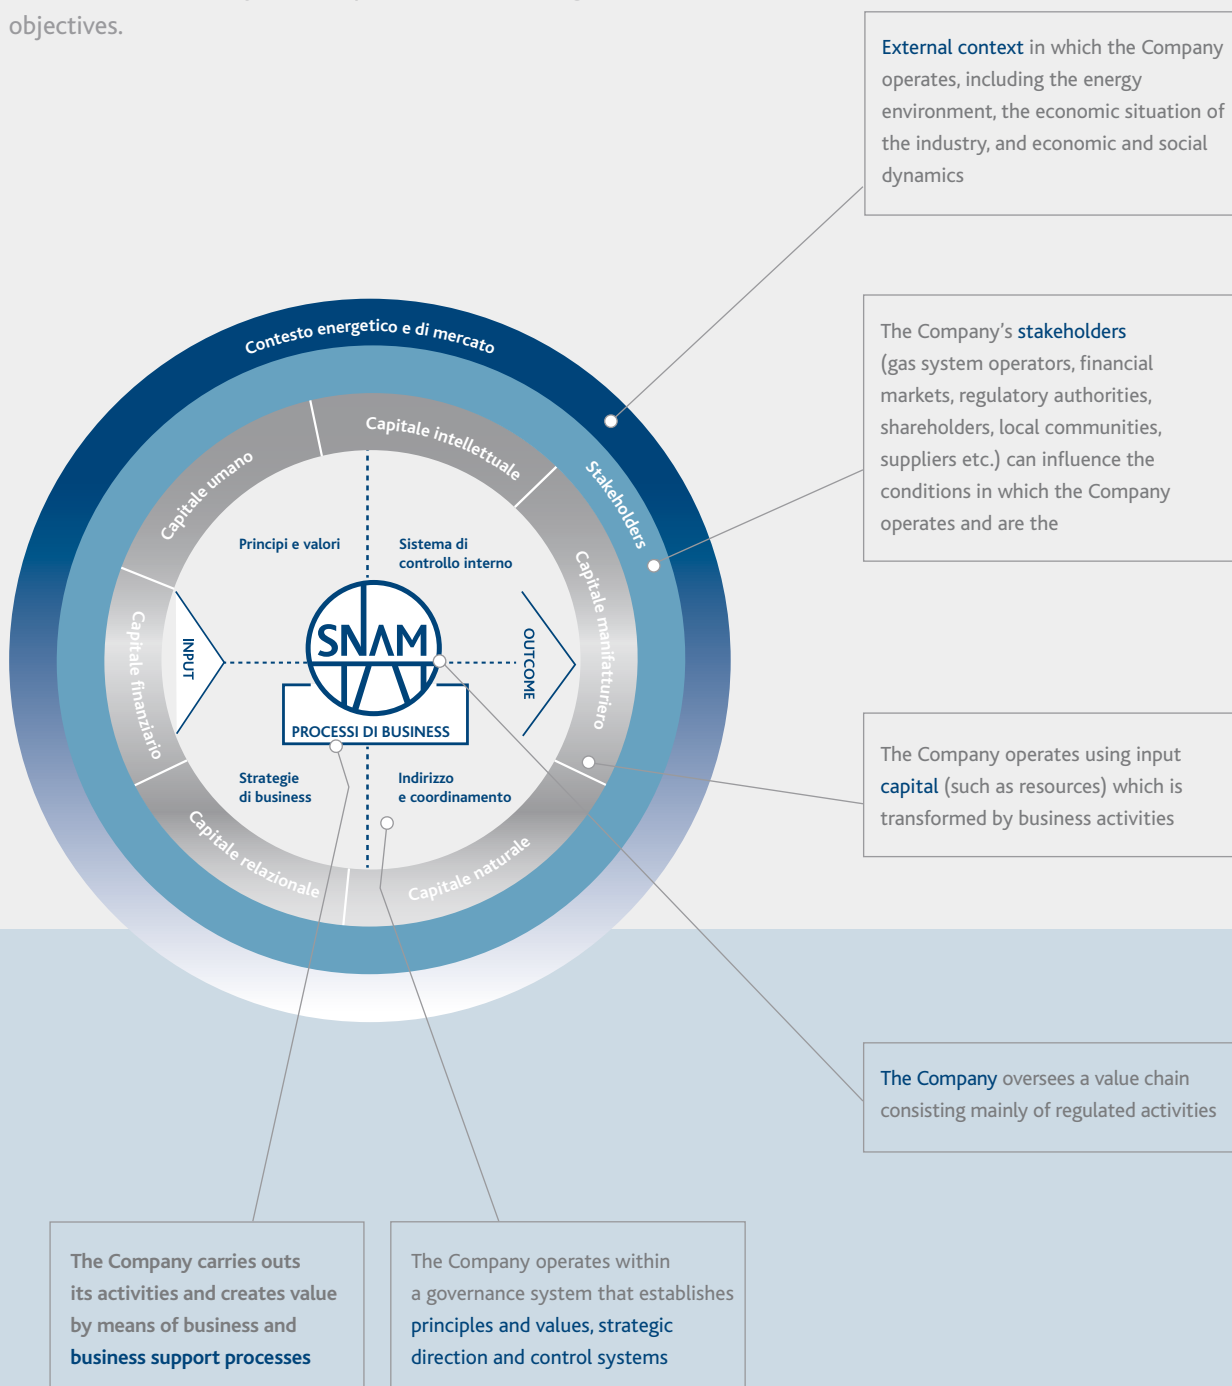 objectives.
External context in which the Company
operates, including the energy
environment, the economic situation of
the industry, and economic and social
dynamics
The Company's stakeholders
(gas system operators, financial
markets, regulatory authorities,
shareholders, local communities,
suppliers etc.) can influence the
conditions in which the Company
operates and are the
Contesto energetico e di mercato
Stakeholders
Capitale umano
Capitale intellettuale
Capitale manifatturiero
Capitale finanziario
Capitale relazionale
Capitale naturale
Principi e valori
Sistema di
controllo interno
INPUT
SNAM
OUTCOME
PROCESSI DI BUSINESS
Strategie
di business
Indirizzo
e coordinamento
The Company operates using input
capital (such as resources) which is
transformed by business activities
The Company oversees a value chain
consisting mainly of regulated activities
The Company carries outs
its activities and creates value
by means of business and
business support processes
The Company operates within
a governance system that establishes
principles and values, strategic
direction and control systems